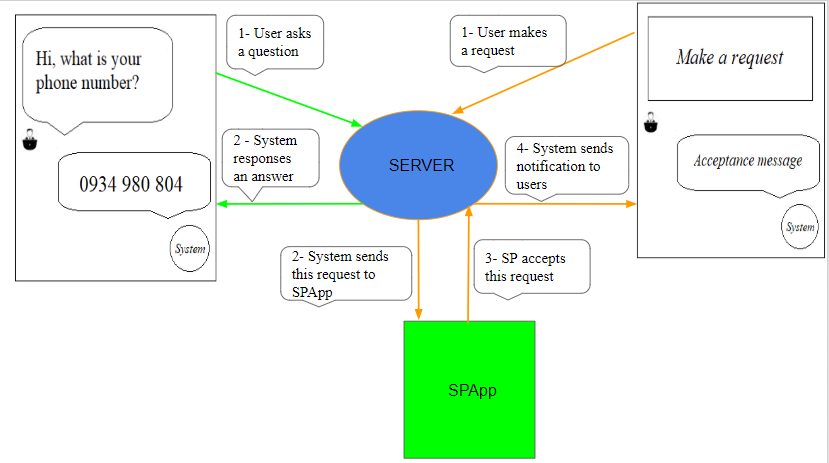 Hi, what is your
phone number?
0934 980 804
System
1- User asks
a question
2 - System
responses
an answer
SERVER
1- User makes
a request
4- System sends
notification to
users
2- System sends
this request to
SPApp
3- SP accepts
this request
SPApp
Make a request
Acceptance message
System